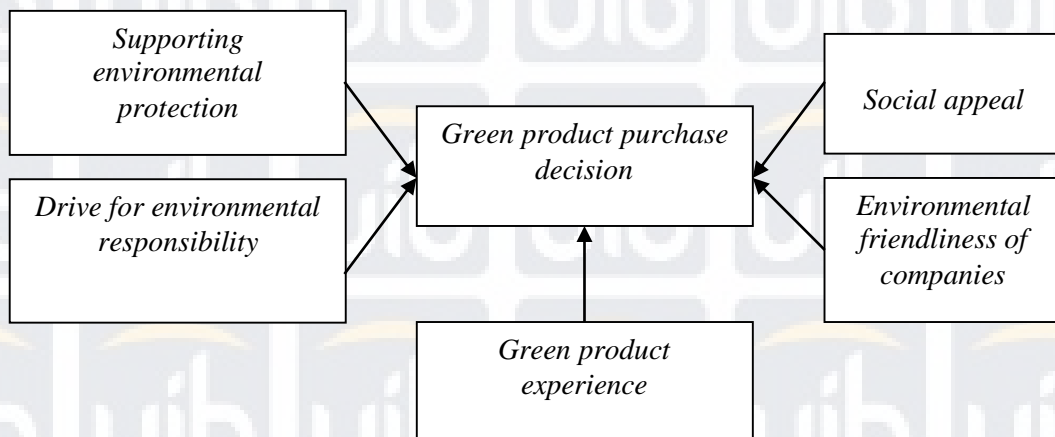 Supporting
environmental
protection
Social appeal
Green product purchase
decision
Drive for environmental
responsibility
Environmental
friendliness of
companies
Green product
experience
uib